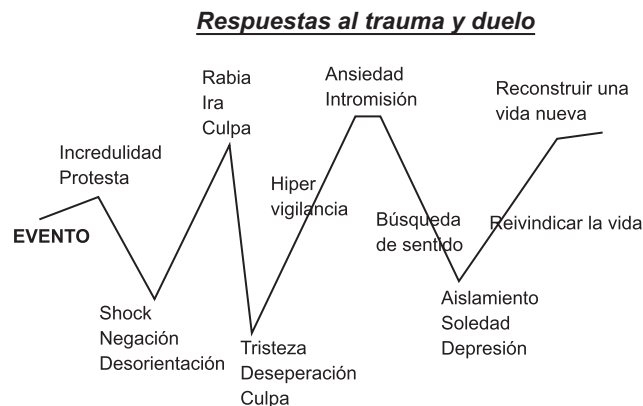 Respuestas al trauma y duelo
EVENTO
Incredulidad
Protesta
Shock
Negación
Desorientación
Rabia
Ira
Culpa
Tristeza
Deseperación
Culpa
Hiper
vigilancia
Ansiedad
Intromisión
Búsqueda
de sentido
Aislamiento
Soledad
Depresión
Reivindicar la vida
Reconstruir una
vida nueva